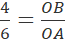 4/6 = OB/OA